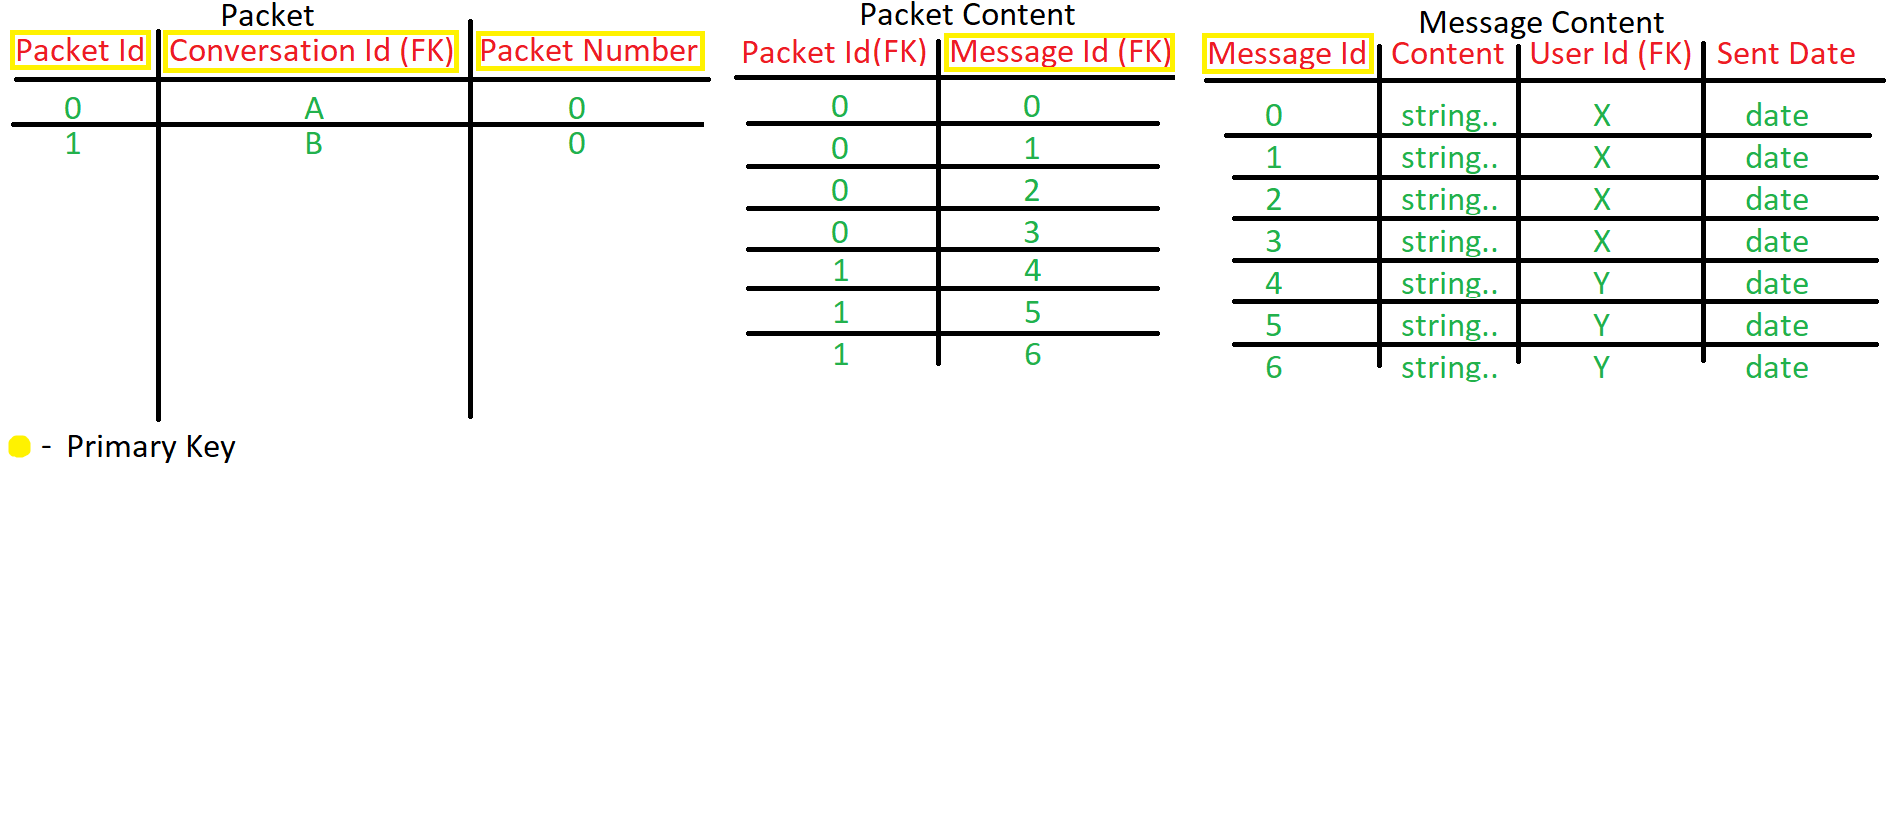 Packet
Packet Id Conversation Id (FK) Packet Number
0 A 0
1 B 0
Packet Content
Packet Id(FK) Message Id (FK)
0 0
0 1
0 2
0 3
1 4
1 5
1 6
Message Content
Message Id Content User Id (FK) Sent Date
0 string.. X date
1 string.. X date
2 string.. X date
3 string.. X date
4 string.. Y date
5 string.. Y date
6 string.. Y date
- Primary Key